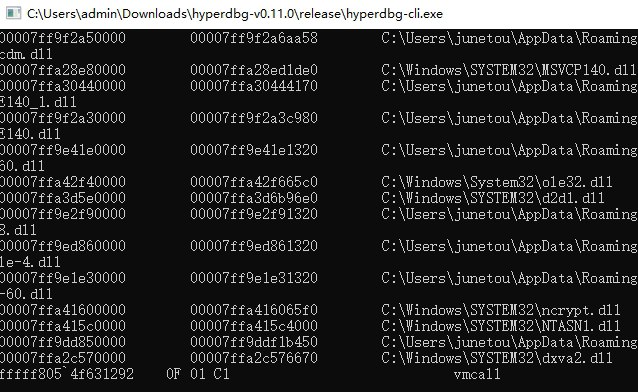 C:\Users\admin\Downloads\hyperdbg-v0.11.0\release\hyperdbg-cli.exe
00007ff9f2a50000 00007ff9f2a6aa58 C:\Users\junetou\AppData\Roaming
cdm.dll
00007ffa28e80000 00007ffa28ed1de0 C:\Windows\SYSTEM32\MSVCP140.dll
00007ffa30440000 00007ffa30444170 C:\Users\junetou\AppData\Roaming
E140_1.dll
00007ff9f2a30000 00007ff9f2a3c980 C:\Users\junetou\AppData\Roaming
E140.dll
00007ff9e41e0000 00007ff9e41e1320 C:\Users\junetou\AppData\Roaming
60.dll
00007ffa42f40000 00007ffa42f665c0 C:\Windows\System32\ole32.dll
00007ffa3d5e0000 00007ffa3d6b96e0 C:\Windows\SYSTEM32\d2d1.dll
00007ff9e2f90000 00007ff9e2f91320 C:\Users\junetou\AppData\Roaming
8.dll
00007ff9ed860000 00007ff9ed861320 C:\Users\junetou\AppData\Roaming
le-4.dll
00007ff9e1e30000 00007ff9e1e31320 C:\Users\junetou\AppData\Roaming
-60.dll
00007ffa41600000 00007ffa416065f0 C:\Windows\SYSTEM32\ncrypt.dll
00007ffa415c0000 00007ffa415c4000 C:\Windows\SYSTEM32\NTASN1.dll
00007ff9dd850000 00007ff9ddf1b450 C:\Users\junetou\AppData\Roaming
00007ffa2c570000 00007ffa2c576670 C:\Windows\SYSTEM32\dxva2.dll
fffff805`4f631292 0F 01 C1 vmcall